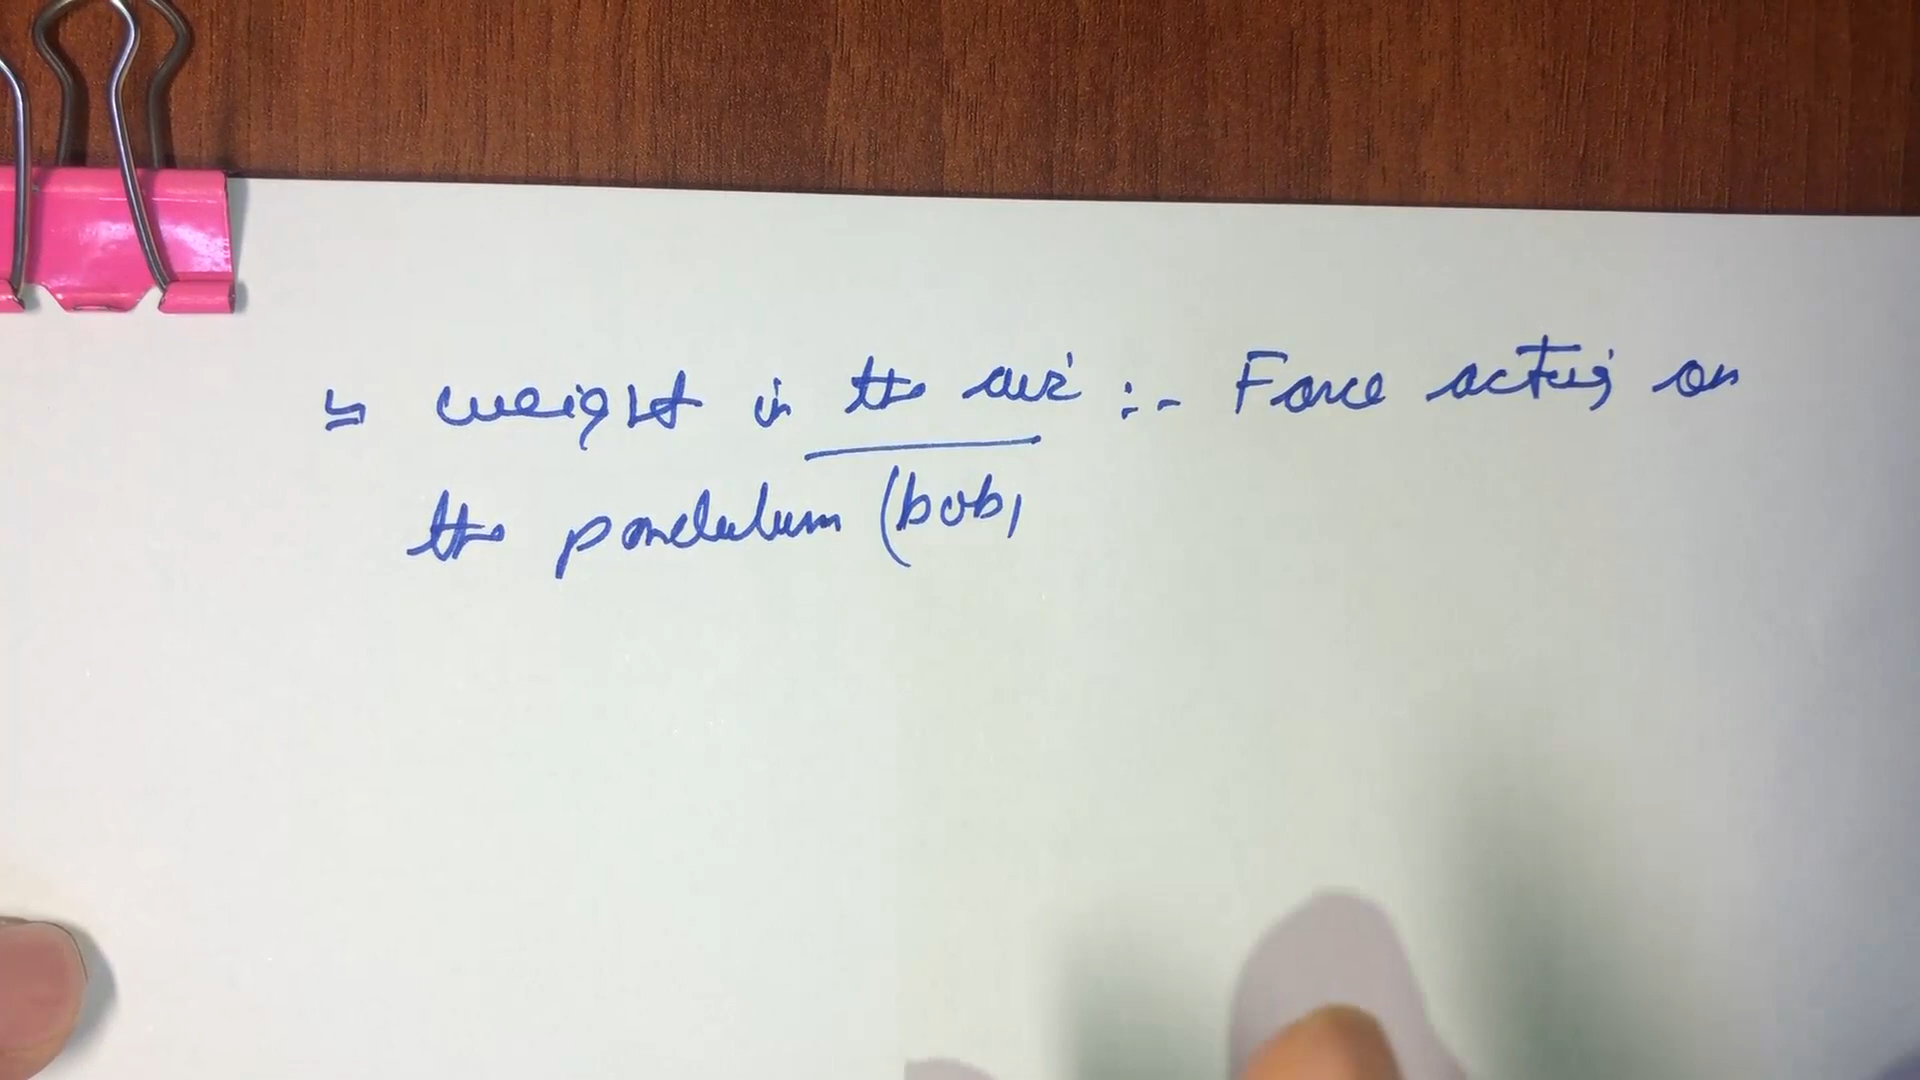 ↳ weight in the air :- Force acting on
the pendulum (bob)